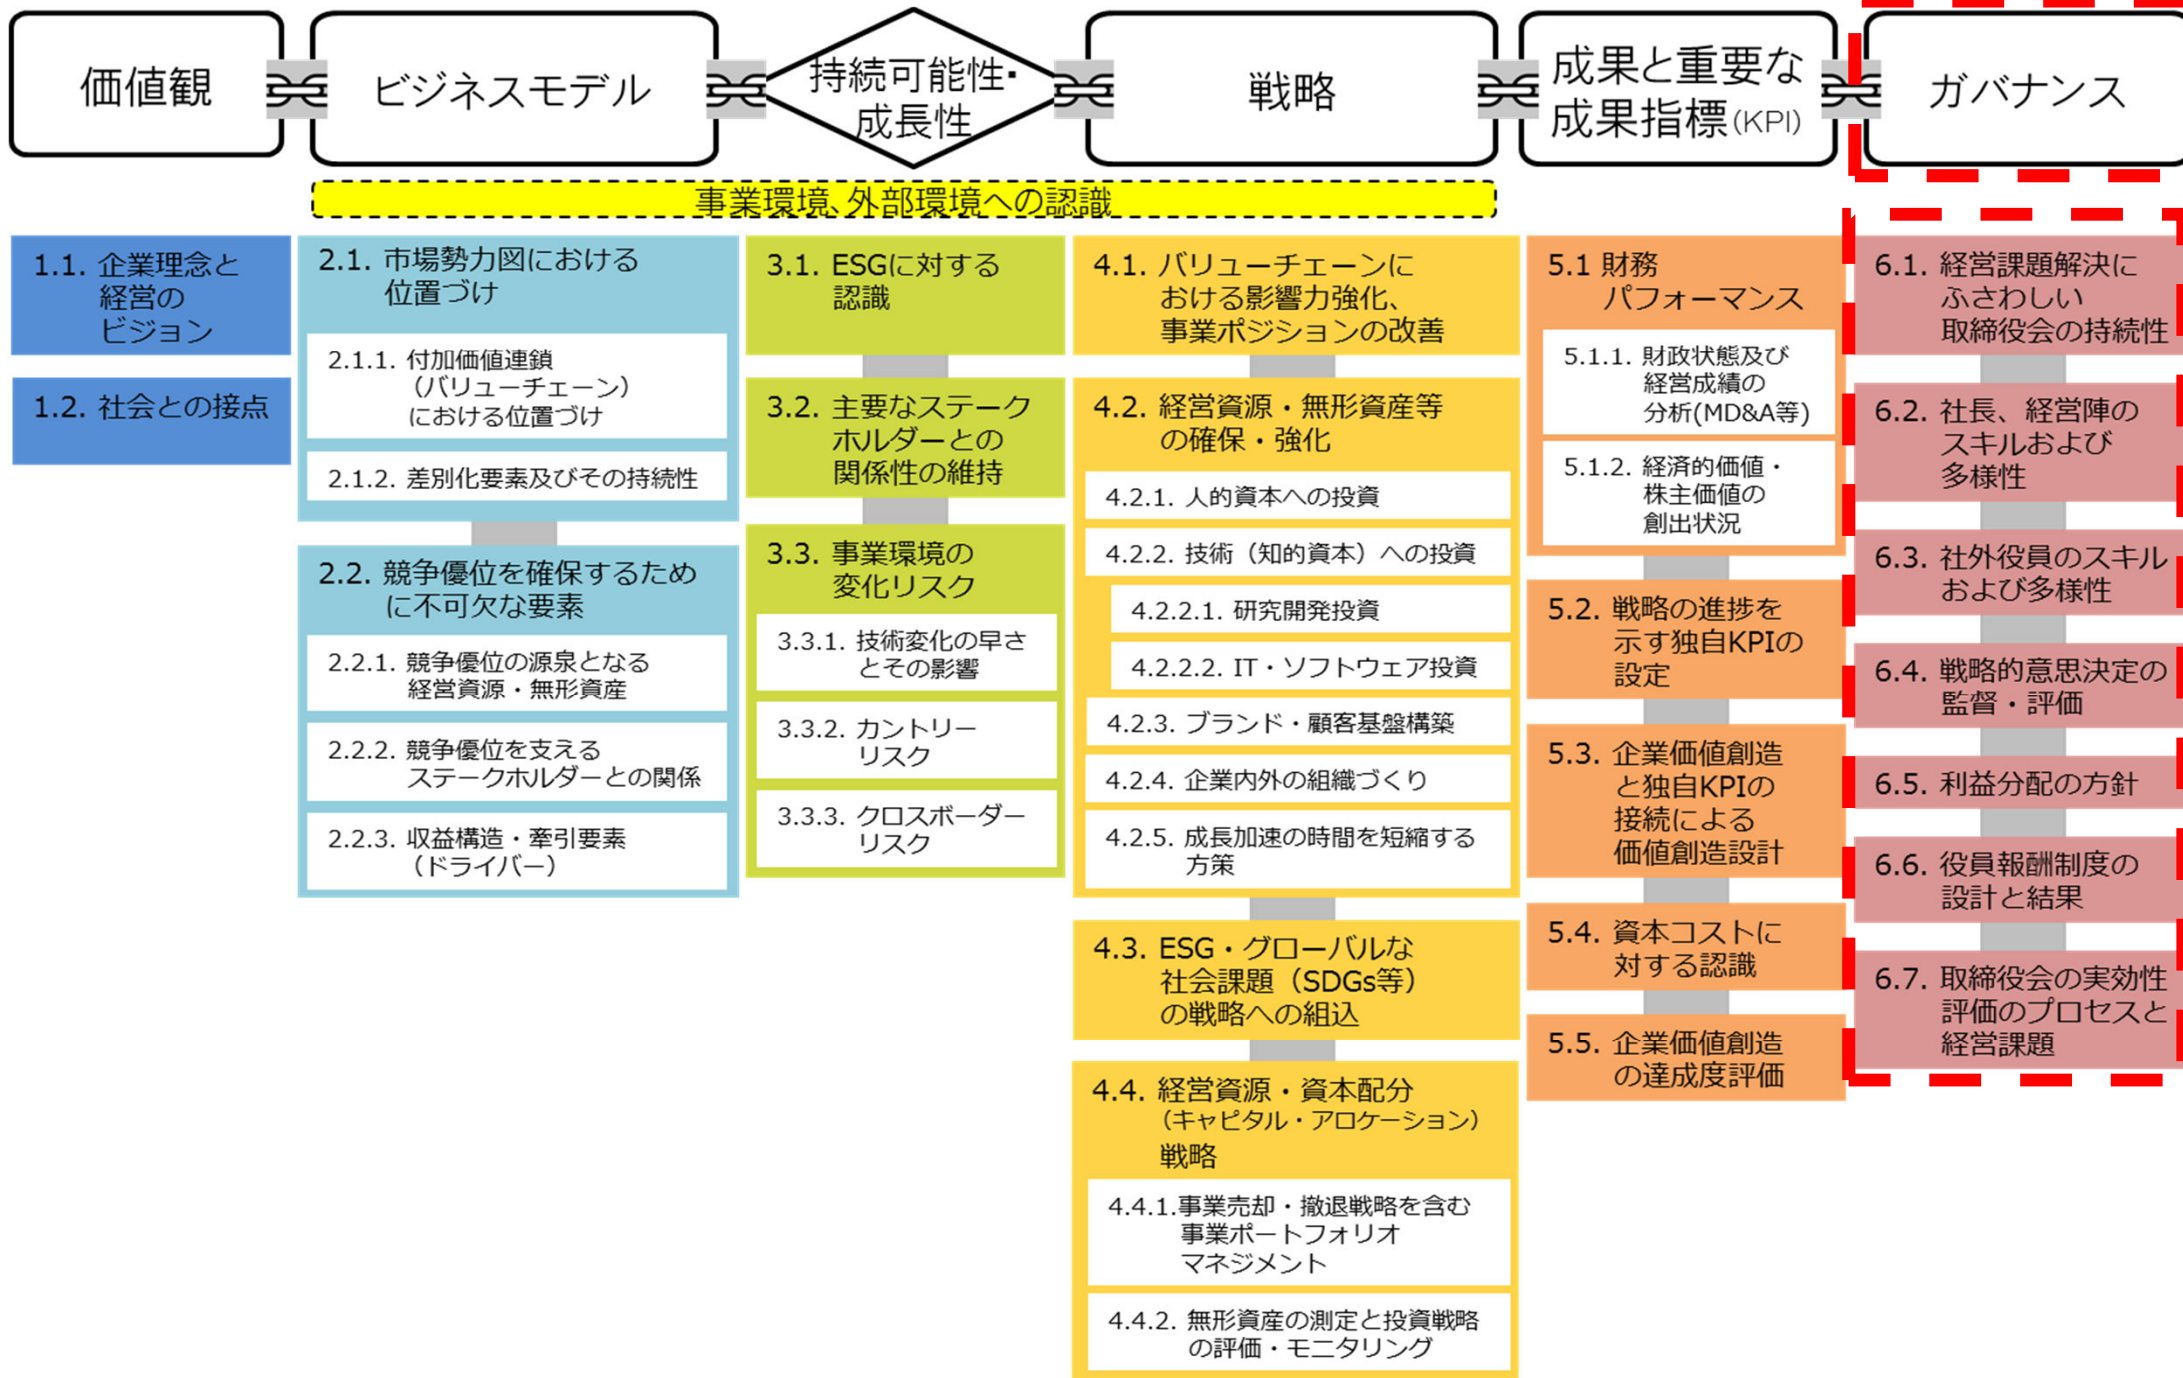 価値観
ビジネスモデル
持続可能性・
成長性
戦略
成果と重要な
成果指標(KPI)
ガバナンス
事業環境、外部環境への認識
1.1. 企業理念と
経営の
ビジョン
1.2. 社会との接点
2.1. 市場勢力図における
位置づけ
2.1.1. 付加価値連鎖
（バリューチェーン）
における位置づけ
2.1.2. 差別化要素及びその持続性
2.2. 競争優位を確保するため
に不可欠な要素
2.2.1. 競争優位の源泉となる
経営資源・無形資産
2.2.2. 競争優位を支える
ステークホルダーとの関係
2.2.3. 収益構造・牽引要素
（ドライバー）
3.1. ESGに対する
認識
3.2. 主要なステーク
ホルダーとの
関係性の維持
3.3. 事業環境の
変化リスク
3.3.1. 技術変化の早さ
とその影響
3.3.2. カントリー
リスク
3.3.3. クロスボーダー
リスク
4.1. バリューチェーンに
おける影響力強化、
事業ポジションの改善
4.2. 経営資源・無形資産等
の確保・強化
4.2.1. 人的資本への投資
4.2.2. 技術（知的資本）への投資
4.2.2.1. 研究開発投資
4.2.2.2. IT・ソフトウェア投資
4.2.3. ブランド・顧客基盤構築
4.2.4. 企業内外の組織づくり
4.2.5. 成長加速の時間を短縮する
方策
4.3. ESG・グローバルな
社会課題（SDGs等）
の戦略への組込
4.4. 経営資源・資本配分
（キャピタル・アロケーション）
戦略
4.4.1.事業売却・撤退戦略を含む
事業ポートフォリオ
マネジメント
4.4.2. 無形資産の測定と投資戦略
の評価・モニタリング
5.1 財務
パフォーマンス
5.1.1. 財政状態及び
経営成績の
分析(MD&A等)
5.1.2. 経済的価値・
株主価値の
創出状況
5.2. 戦略の進捗を
示す独自KPIの
設定
5.3. 企業価値創造
と独自KPIの
接続による
価値創造設計
5.4. 資本コストに
対する認識
5.5. 企業価値創造
の達成度評価
6.1. 経営課題解決に
ふさわしい
取締役会の持続性
6.2. 社長、経営陣の
スキルおよび
多様性
6.3. 社外役員のスキル
および多様性
6.4. 戦略的意思決定の
監督・評価
6.5. 利益分配の方針
6.6. 役員報酬制度の
設計と結果
6.7. 取締役会の実効性
評価のプロセスと
経営課題